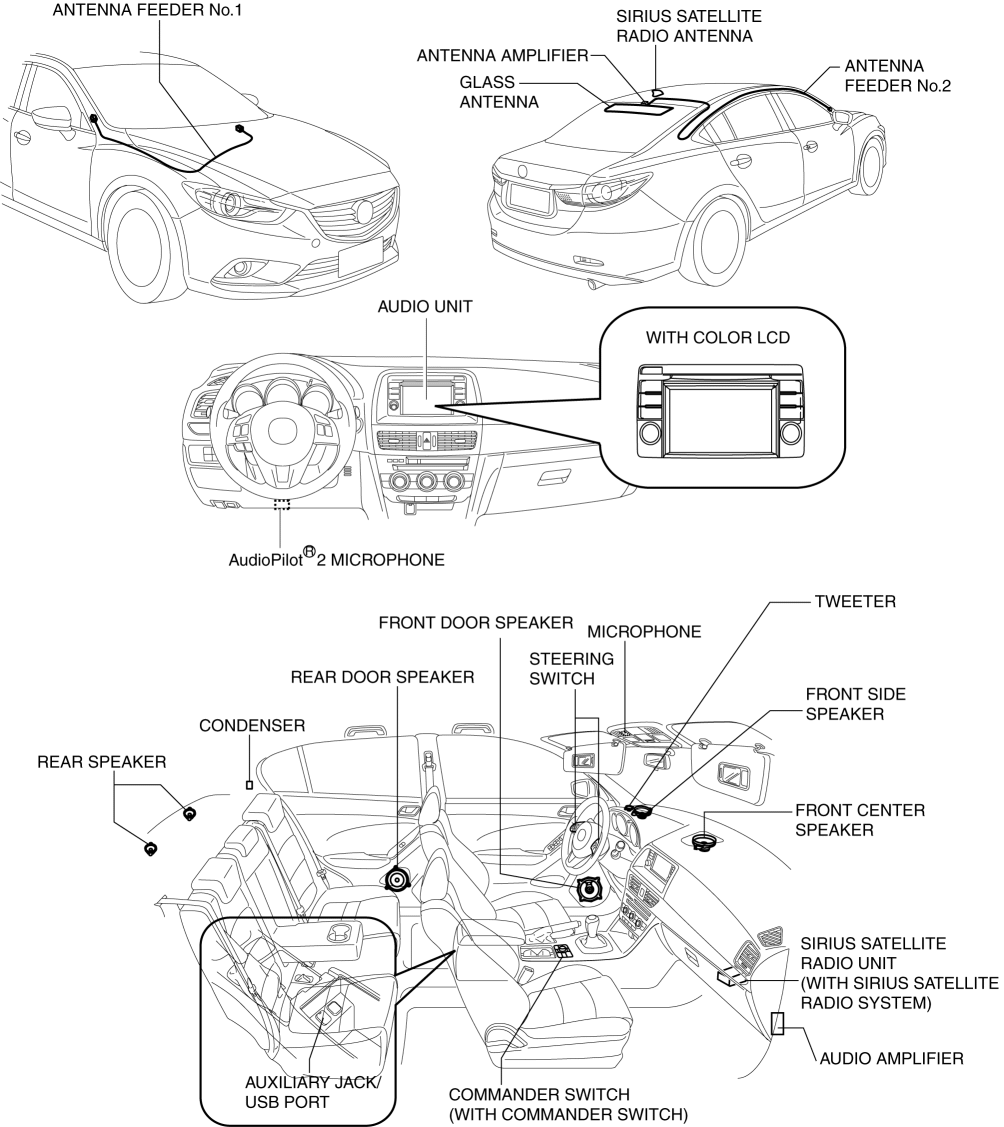 ANTENNA FEEDER No.1
SIRIUS SATELLITE
RADIO ANTENNA
ANTENNA AMPLIFIER
GLASS
ANTENNA
ANTENNA
FEEDER No.2
AUDIO UNIT
WITH COLOR LCD
AudioPilot®2 MICROPHONE
TWEETER
FRONT DOOR SPEAKER
MICROPHONE
STEERING
SWITCH
REAR DOOR SPEAKER
FRONT SIDE
SPEAKER
CONDENSER
REAR SPEAKER
FRONT CENTER
SPEAKER
SIRIUS SATELLITE
RADIO UNIT
(WITH SIRIUS SATELLITE
RADIO SYSTEM)
AUDIO AMPLIFIER
AUXILIARY JACK/
USB PORT
COMMANDER SWITCH
(WITH COMMANDER SWITCH)